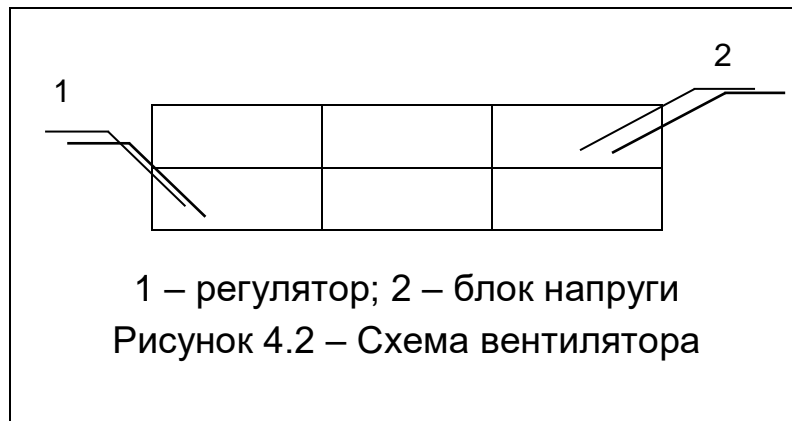 2
1
1 – регулятор; 2 – блок напруги
Рисунок 4.2 – Схема вентилятора